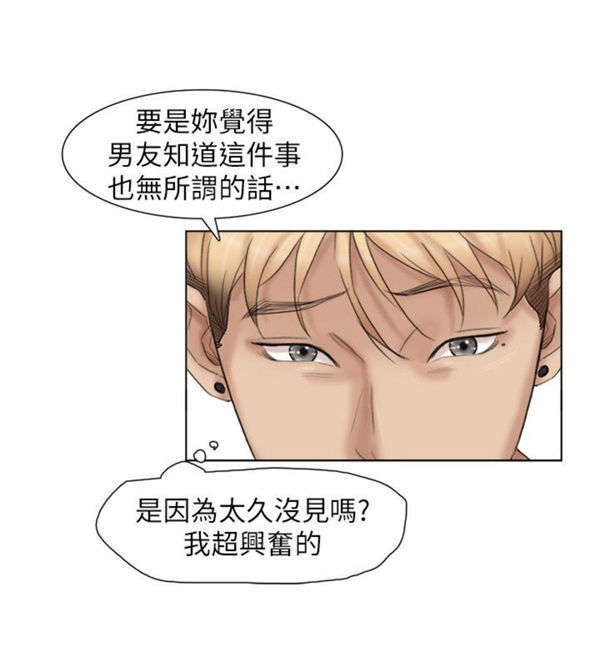 要是妳覺得
男友知道這件事
也無所謂的話⋯
是因為太久沒見嗎?
我超興奮的